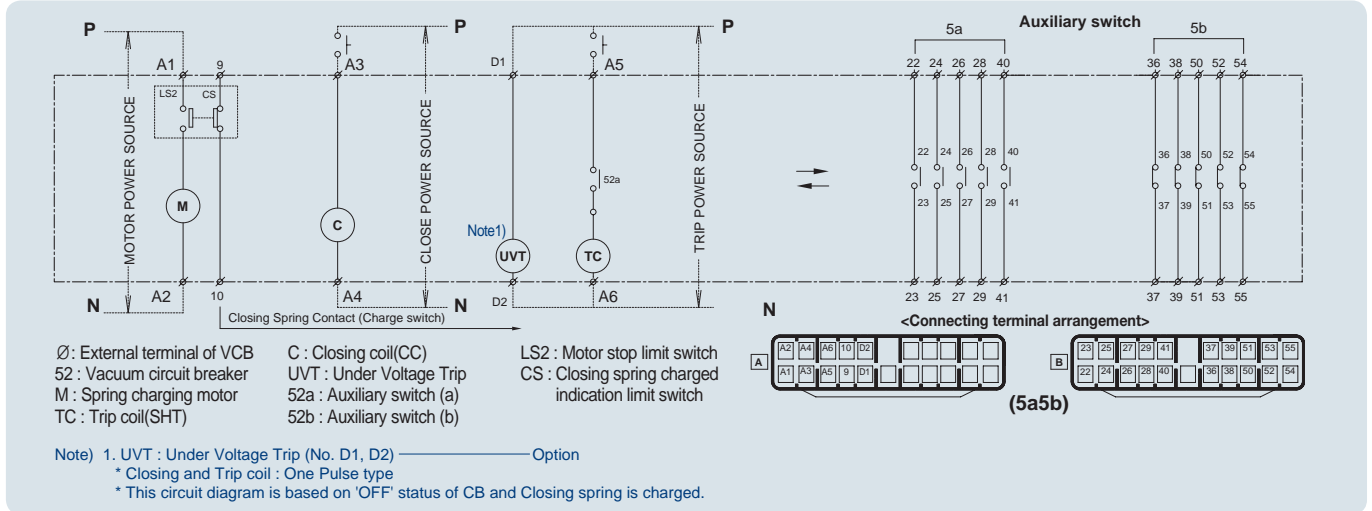 Auxiliary switch
P
P
P
5a
5b
A1
9
A3
D1
A5
22 24 26 28 40
36 38 50 52 54
LS2
CS
MOTOR POWER SOURCE
CLOSE POWER SOURCE
TRIP POWER SOURCE
22 24 26 28 40
36 38 50 52 54
52a
M
C
23 25 27 29 41
37 39 51 53 55
Note1)
UVT
TC
N
A2
10
A4
N
D2
A6
N
23 25 27 29 41
37 39 51 53 55
Closing Spring Contact (Charge switch)
<Connecting terminal arrangement>
A
A2 A4 A6 10 D2
A1 A3 A5 9 D1
B
23 25 27 29 41 37 39 51 53 55
22 24 26 28 40 36 38 50 52 54
(5a5b)
Ø : External terminal of VCB
52 : Vacuum circuit breaker
M : Spring charging motor
TC : Trip coil(SHT)
C : Closing coil(CC)
UVT : Under Voltage Trip
52a : Auxiliary switch (a)
52b : Auxiliary switch (b)
LS2 : Motor stop limit switch
CS : Closing spring charged
indication limit switch
Note) 1. UVT : Under Voltage Trip (No. D1, D2) Option
* Closing and Trip coil : One Pulse type
* This circuit diagram is based on 'OFF' status of CB and Closing spring is charged.